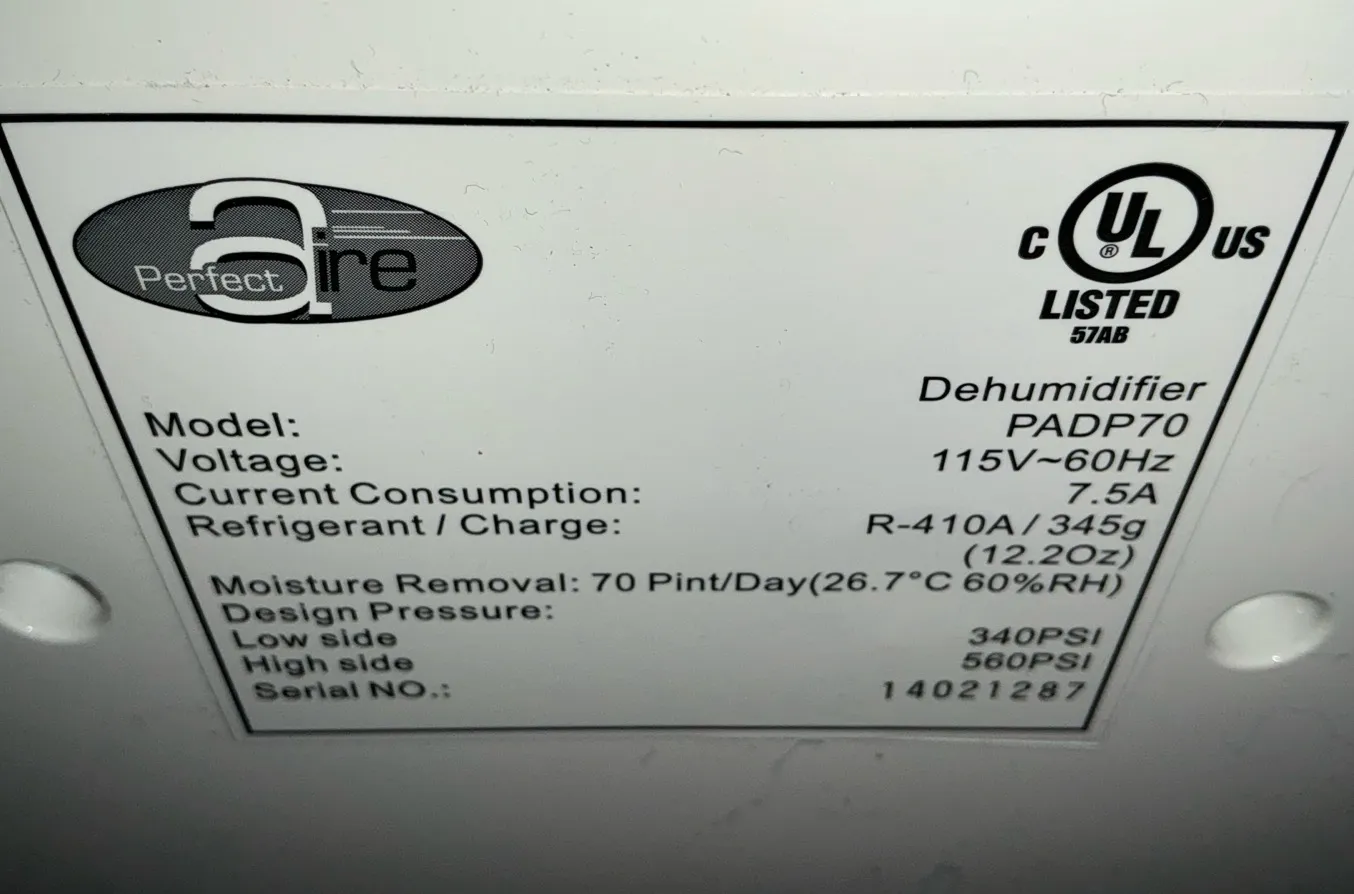 Perfect aire
C UL ® US
LISTED
57AB
Dehumidifier
Model: PADP70
Voltage: 115V~60Hz
Current Consumption: 7.5A
Refrigerant / Charge: R-410A / 345g
(12.2Oz)
Moisture Removal: 70 Pint/Day(26.7°C 60%RH)
Design Pressure:
Low side 340PSI
High side 560PSI
Serial NO.: 14021287